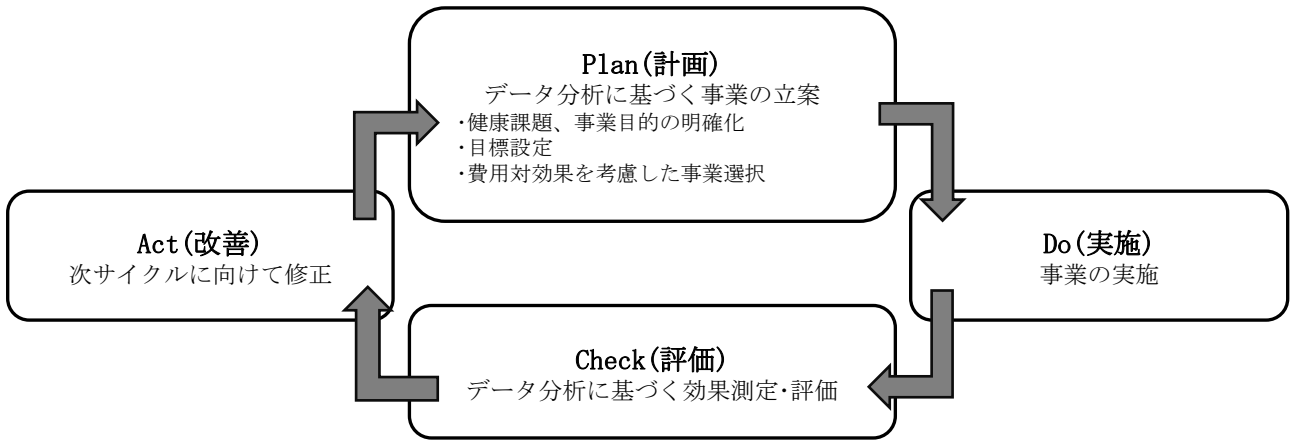 Plan(計画)
データ分析に基づく事業の立案
･健康課題、事業目的の明確化
･目標設定
･費用対効果を考慮した事業選択
Do(実施)
事業の実施
Check(評価)
データ分析に基づく効果測定･評価
Act(改善)
次サイクルに向けて修正